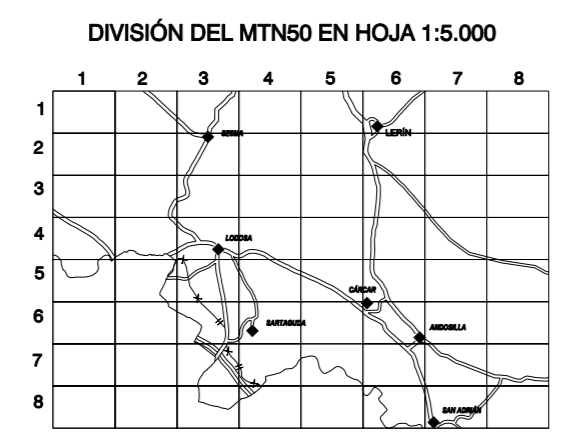 DIVISIÓN DEL MTN50 EN HOJA 1:5.000
1 2 3 4 5 6 7 8
1
LERÍN
SESMA
2
3
4
LODOSA
5
CÁRCAR
6
SARTAGUDA
ANDOSILLA
7
8
SAN ADRIÁN